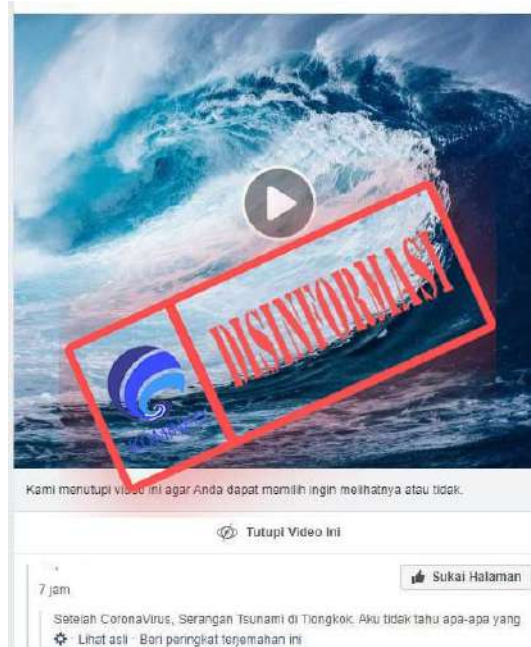 DISINFORMASI
KOMINFO
Kami menutupi video ini agar Anda dapat memilih ingin melihatnya atau tidak.
Tutupi Video Ini
7 jam
Sukai Halaman
Setelah CoronaVirus, Serangan Tsunami di Tiongkok. Aku tidak tahu apa-apa yang
Lihat asli · Beri peringkat terjemahan ini